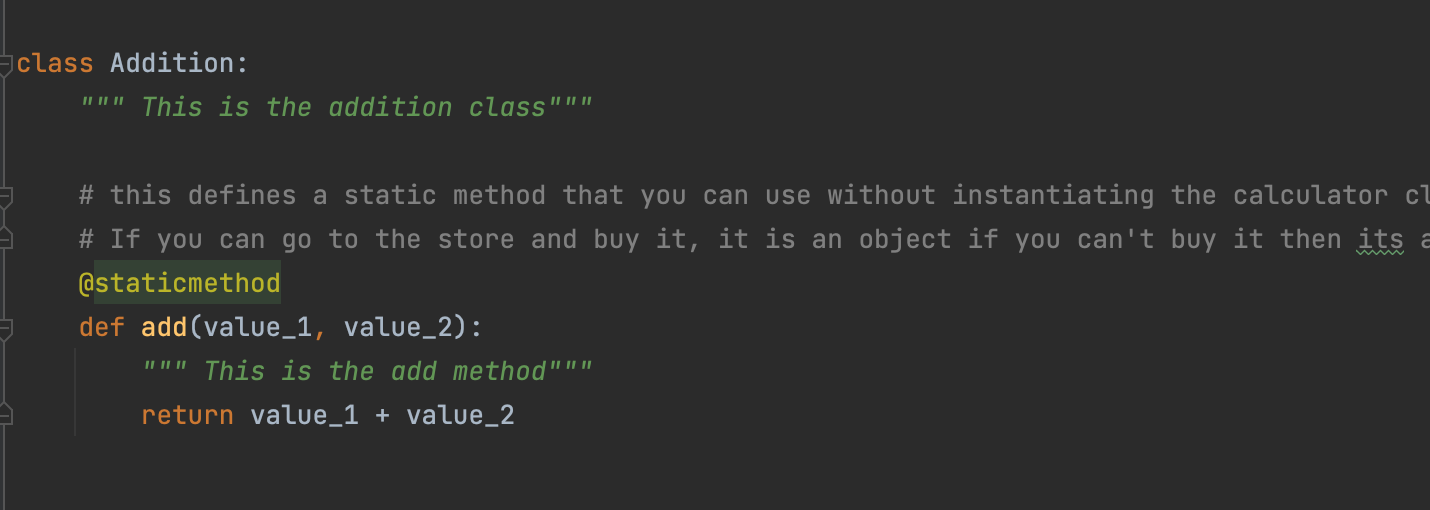 class Addition:
""" This is the addition class"""
# this defines a static method that you can use without instantiating the calculator
# If you can go to the store and buy it, it is an object if you can't buy it then its
@staticmethod
def add(value_1, value_2):
""" This is the add method"""
return value_1 + value_2